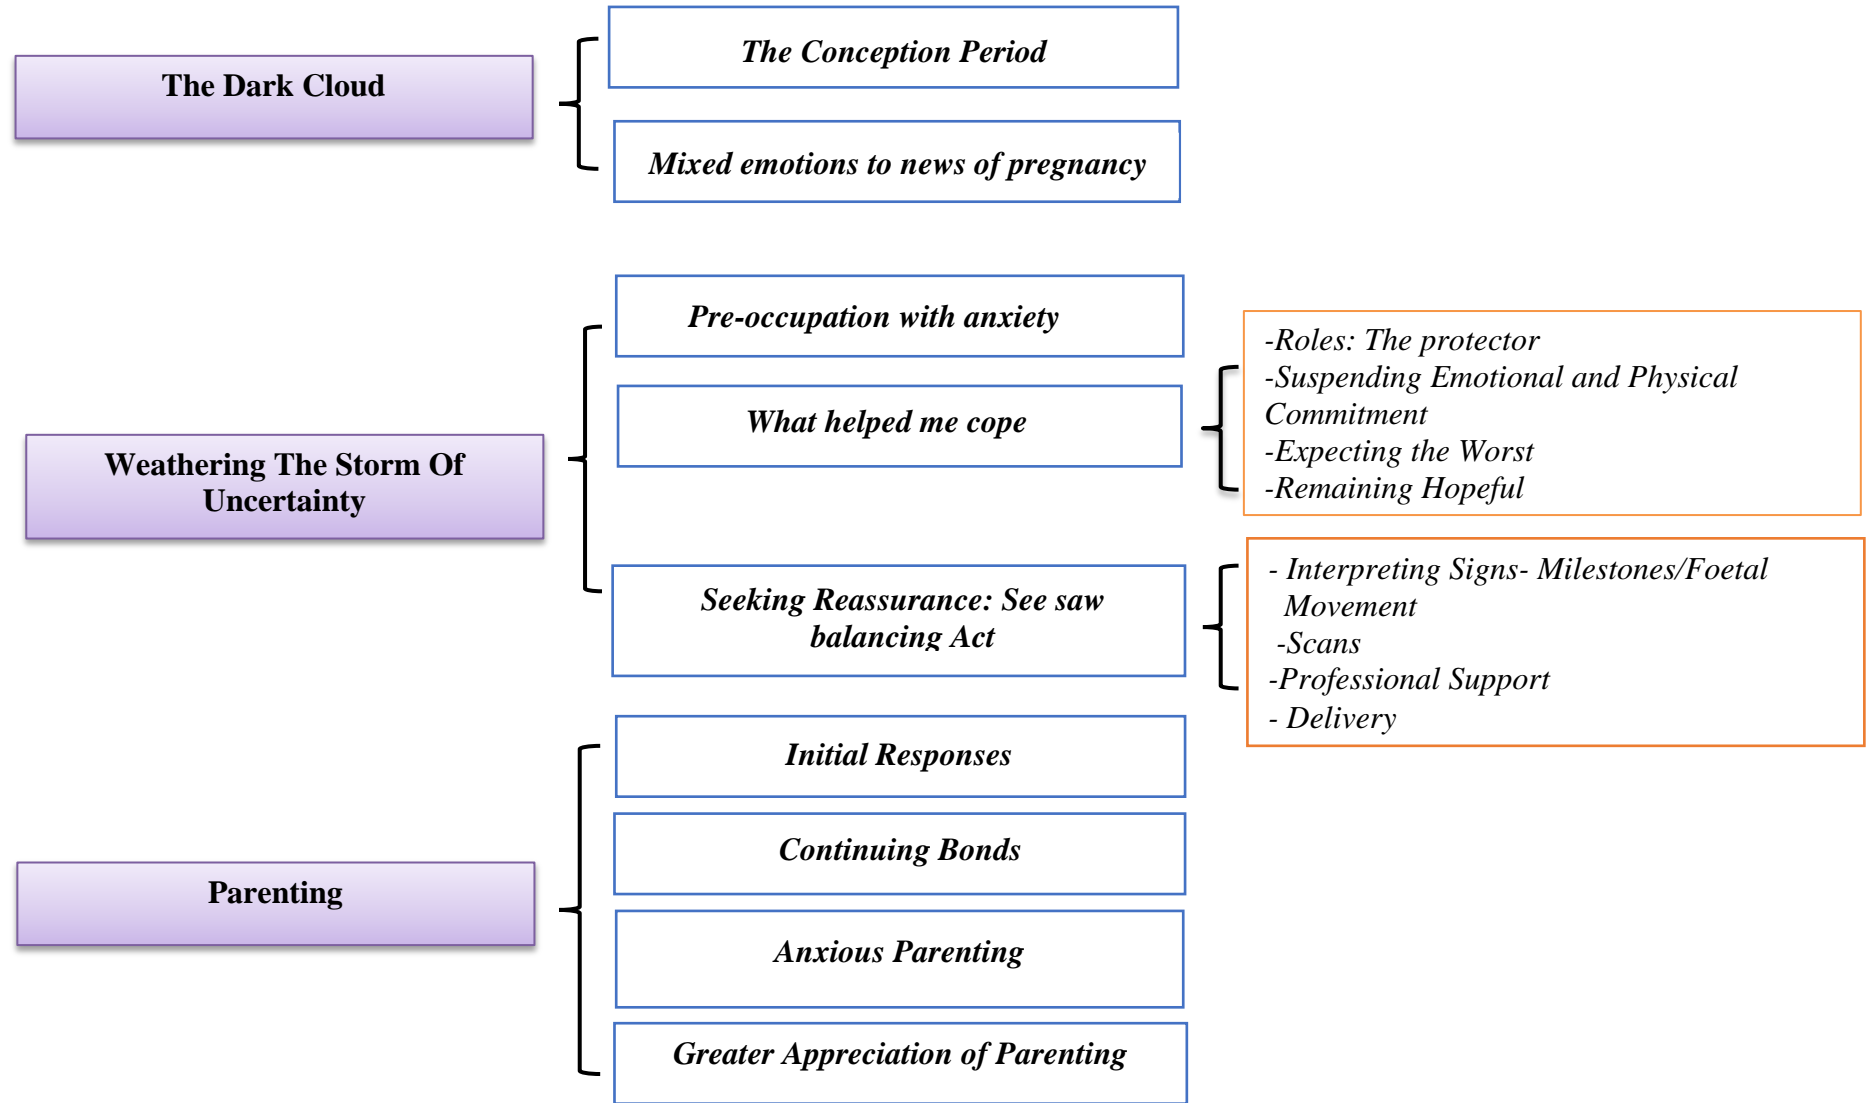 The Dark Cloud
The Conception Period
Mixed emotions to news of pregnancy
Weathering The Storm Of
Uncertainty
Pre-occupation with anxiety
What helped me cope
-Roles: The protector
-Suspending Emotional and Physical
Commitment
-Expecting the Worst
-Remaining Hopeful
Seeking Reassurance: See saw
balancing Act
- Interpreting Signs- Milestones/Foetal
Movement
-Scans
-Professional Support
- Delivery
Parenting
Initial Responses
Continuing Bonds
Anxious Parenting
Greater Appreciation of Parenting